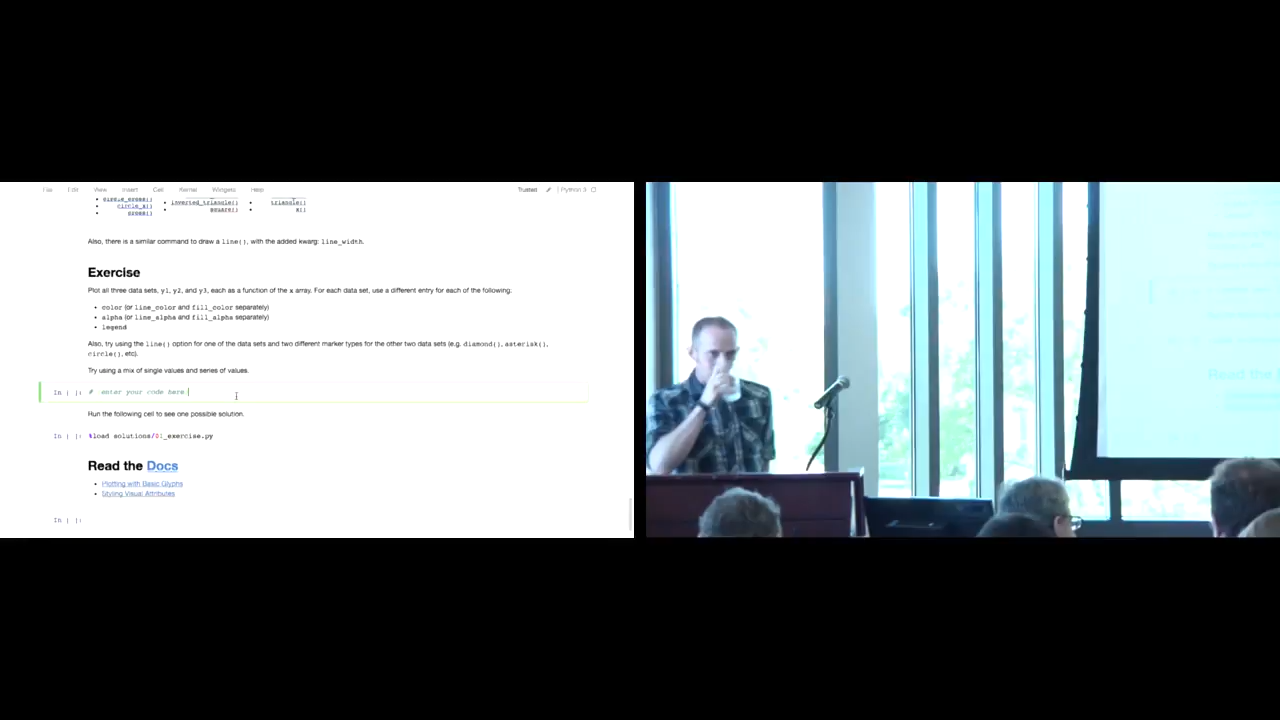 File Edit View Insert Cell Kernel Widgets Help Trusted Python 3
circle_cross() inverted_triangle() triangle()
circle_x() square() x()
cross()
Also, there is a similar command to draw a line(), with the added kwarg: line_width.
Exercise
Plot all three data sets, y1, y2, and y3, each as a function of the x array. For each data set, use a different entry for each of the following:
• color (or line_color and fill_color separately)
• alpha (or line_alpha and fill_alpha separately)
• legend
Also, try using the line() option for one of the data sets and two different marker types for the other two data sets (e.g. diamond(), asterisk(),
circle(), etc).
Try using a mix of single values and series of values.
In [ ]: # enter your code here
Run the following cell to see one possible solution.
In [ ]: %load solutions/01_exercise.py
Read the Docs
• Plotting with Basic Glyphs
• Styling Visual Attributes
In [ ]:
Read the